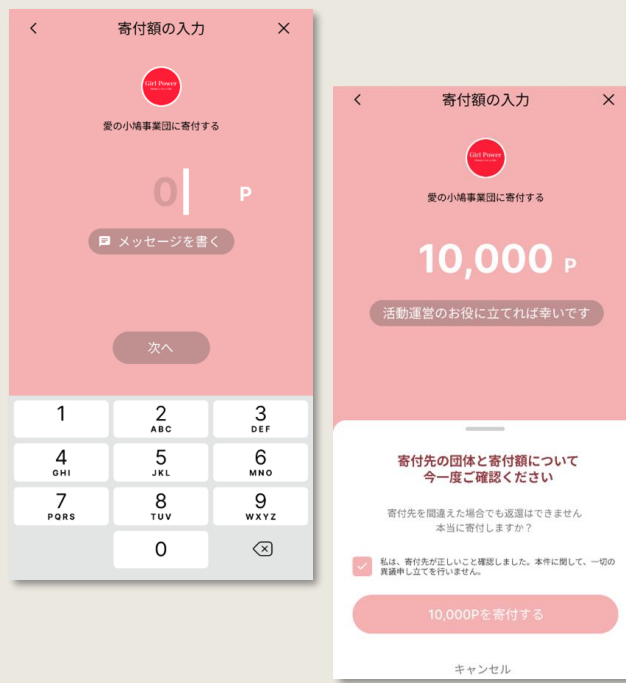 寄付額の入力
Girl Power
愛の小鳩事業団に寄付する
0 P
メッセージを書く
次へ
1
2
ABC
3
DEF
4
GHI
5
JKL
6
MNO
7
PQRS
8
TUV
9
WXYZ
0
寄付額の入力
Girl Power
愛の小鳩事業団に寄付する
10,000 P
活動運営のお役に立てれば幸いです
寄付先の団体と寄付額について
今一度ご確認ください
寄付先を間違えた場合でも返還はできません
本当に寄付しますか？
私は、寄付先が正しいこと確認しました。本件に関して、一切の
異議申し立てを行いません。
10,000Pを寄付する
キャンセル